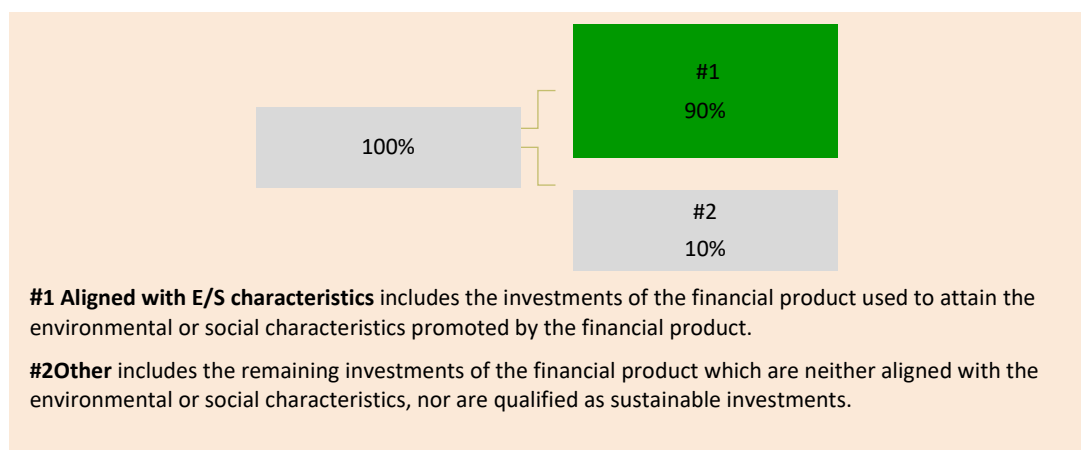 #1
90%
100%
#2
10%
#1 Aligned with E/S characteristics includes the investments of the financial product used to attain the
environmental or social characteristics promoted by the financial product.
#2Other includes the remaining investments of the financial product which are neither aligned with the
environmental or social characteristics, nor are qualified as sustainable investments.